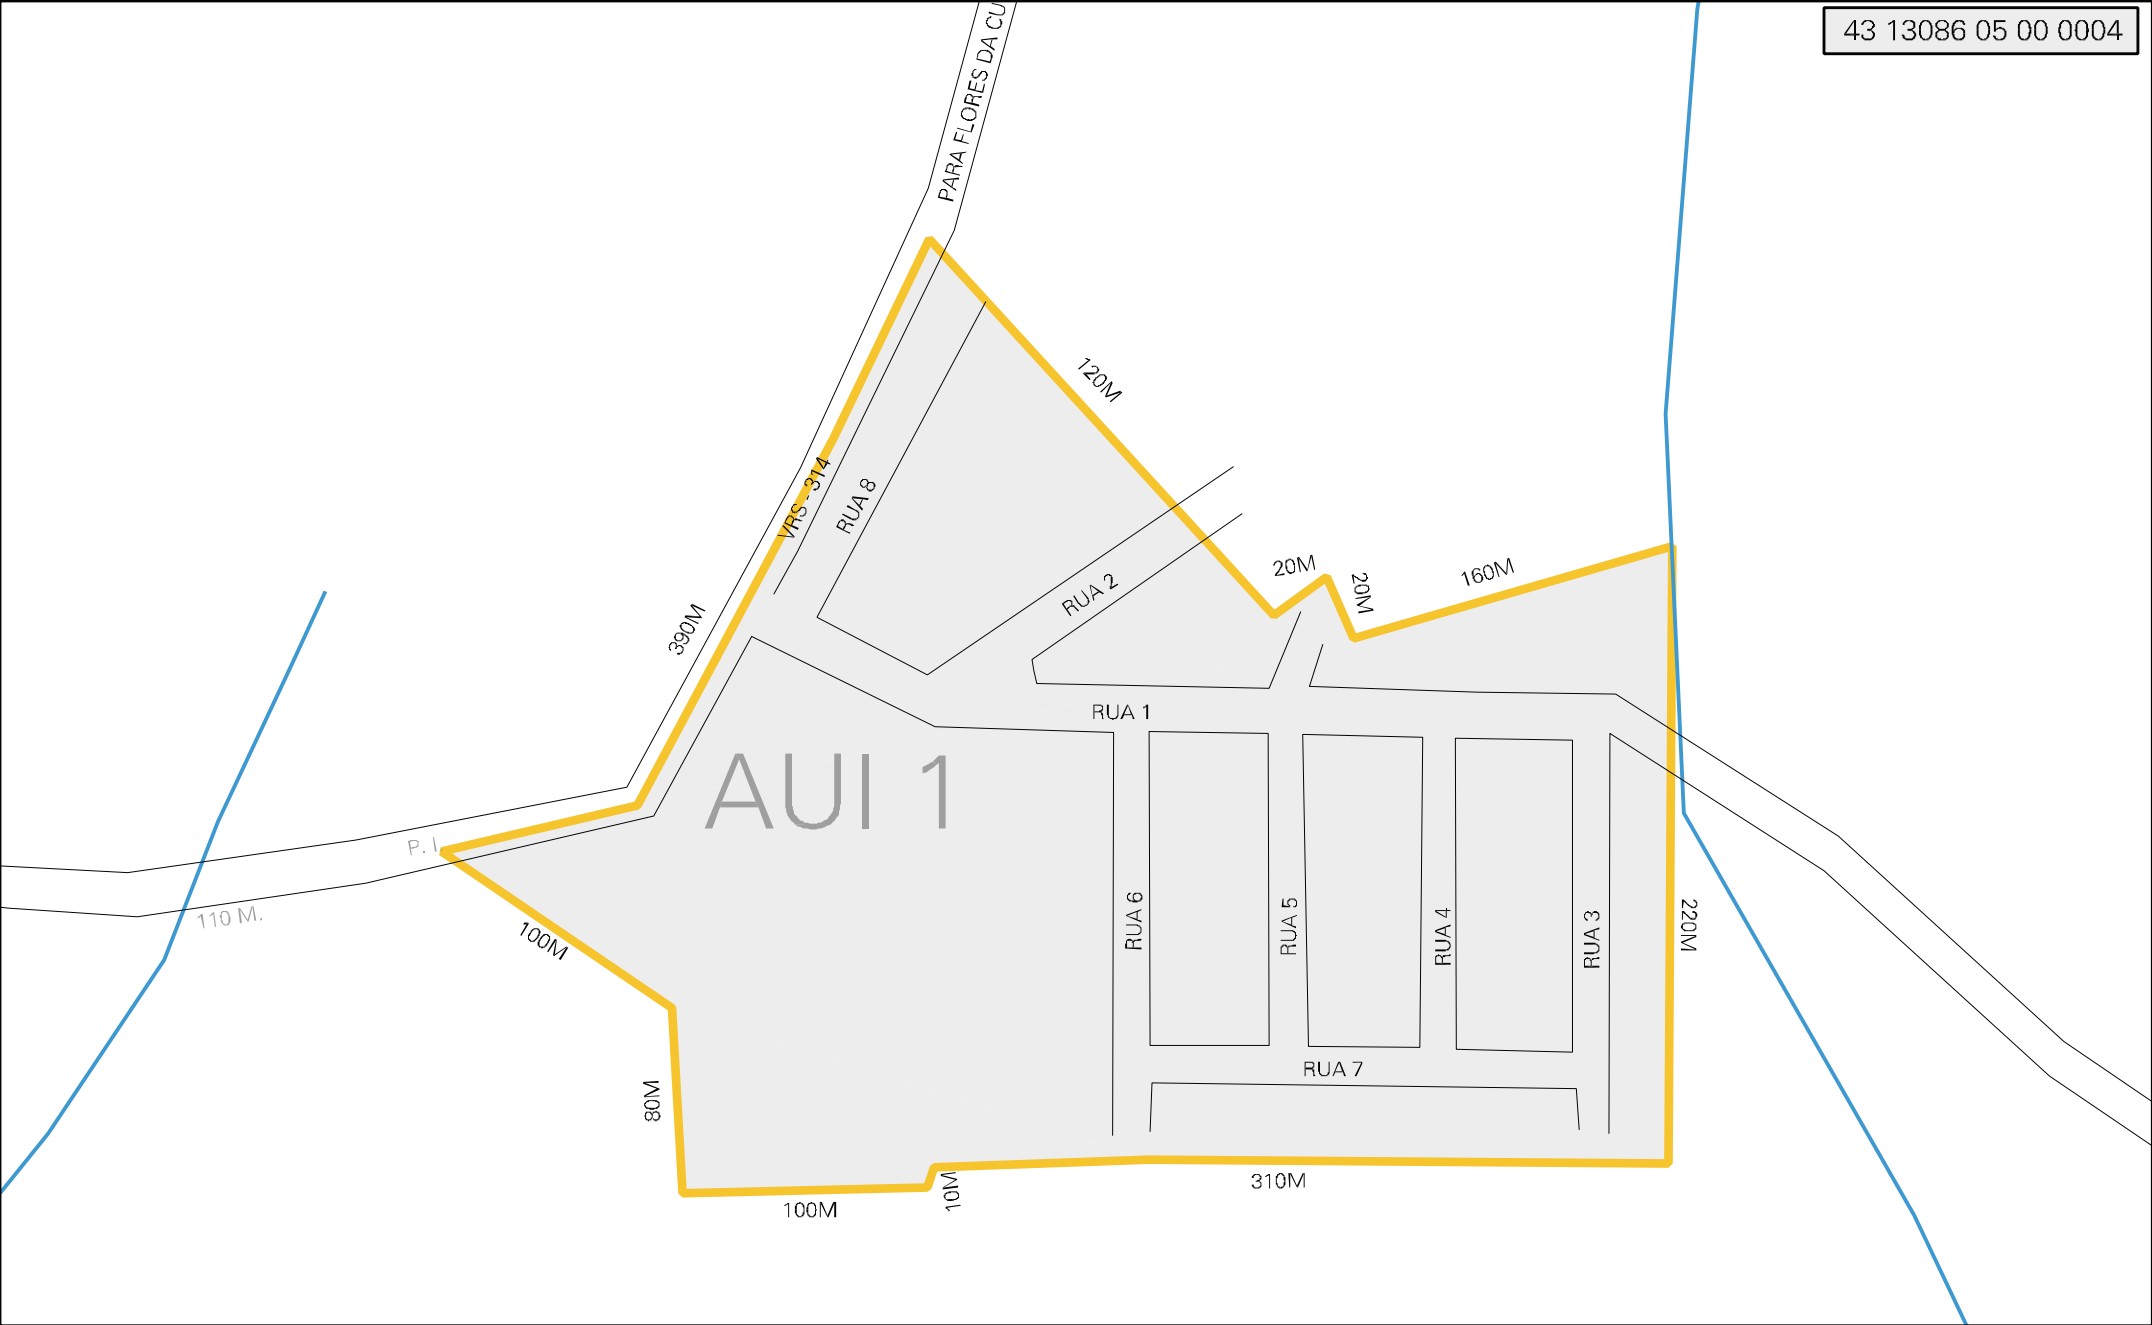 43 13086 05 00 0004
PARA FLORES DA CU
120M
VRS - 314
RUA 8
20M
20M
160M
RUA 2
390M
RUA 1
AUI 1
P. I.
110 M.
100M
RUA 6
RUA 5
RUA 4
RUA 3
220M
RUA 7
80M
10M
310M
100M